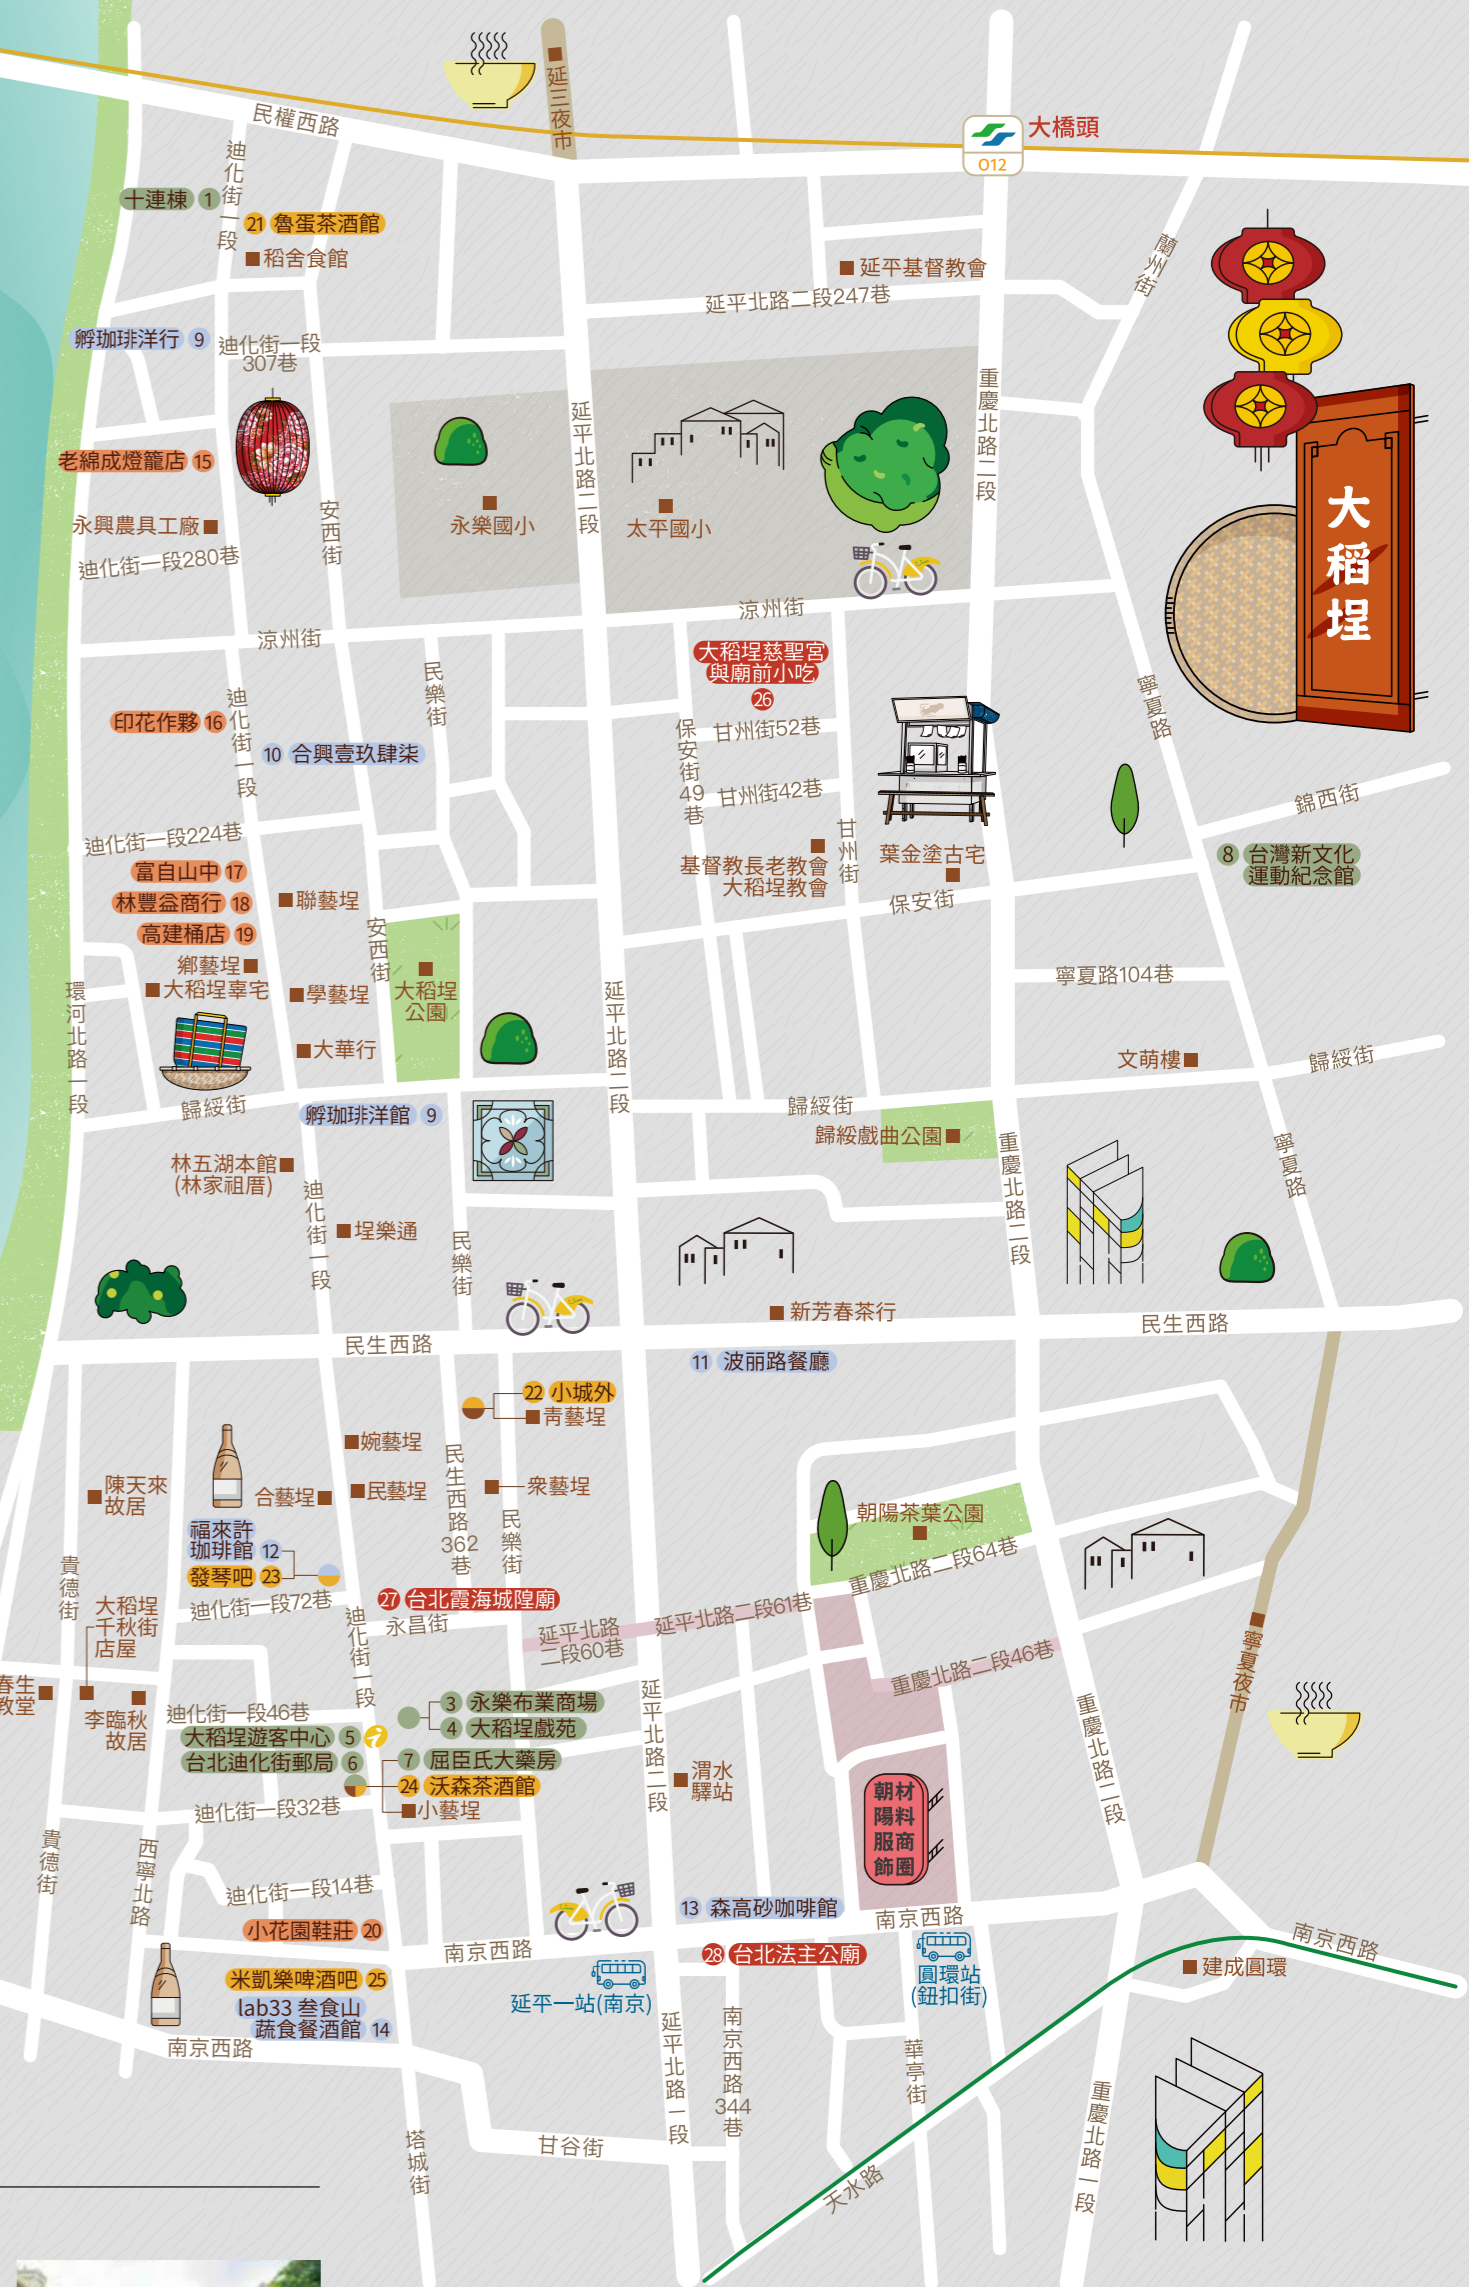 延三夜市
民權西路
大橋頭
O12
迪化街一段
十連棟 1
21 魯蛋茶酒館
稻舍食館
延平基督教會
蘭州街
延平北路二段247巷
孵珈琲洋行 9
迪化街一段
307巷
重慶北路二段
延平北路二段
老綿成燈籠店 15
永興農具工廠
安西街
永樂國小
太平國小
迪化街一段280巷
大稻埕
涼州街
涼州街
大稻埕慈聖宮
與廟前小吃
26
民樂街
寧夏路
迪化街一段
印花作夥 16
10 合興壹玖肆柒
保安街49巷
甘州街52巷
甘州街42巷
錦西街
迪化街一段224巷
甘州街
基督教長老教會
大稻埕教會
葉金塗古宅
8 台灣新文化
運動紀念館
富自山中 17
林豐益商行 18
高建桶店 19
聯藝埕
保安街
安西街
鄉藝埕
大稻埕辜宅
學藝埕
大稻埕
公園
寧夏路104巷
環河北路一段
延平北路二段
大華行
文萌樓
歸綏街
歸綏街
孵珈琲洋館 9
歸綏街
歸綏戲曲公園
重慶北路二段
寧夏路
林五湖本館
(林家祖厝)
迪化街一段
埕樂通
民樂街
新芳春茶行
民生西路
民生西路
11 波丽路餐廳
22 小城外
青藝埕
婉藝埕
民生西路362巷
陳天來
故居
合藝埕
民藝埕
眾藝埕
民樂街
朝陽茶葉公園
福來許
珈琲館 12
發琴吧 23
重慶北路二段64巷
貴德街
迪化街一段72巷
27 台北霞海城隍廟
永昌街
延平北路
二段60巷
延平北路二段61巷
大稻埕
千秋街
店屋
迪化街一段
寧夏夜市
重慶北路二段46巷
春生
教堂
李臨秋
故居
迪化街一段46巷
3 永樂布業商場
4 大稻埕戲苑
延平北路二段
重慶北路二段
大稻埕遊客中心 5
台北迪化街郵局 6
7 屈臣氏大藥房
24 沃森茶酒館
小藝埕
渭水
驛站
朝陽服飾
材料商圈
迪化街一段32巷
貴德街
西寧北路
迪化街一段14巷
小花園鞋莊 20
13 森高砂咖啡館
南京西路
南京西路
南京西路
28 台北法主公廟
圓環站
(鈕扣街)
建成圓環
米凱樂啤酒吧 25
lab33 叁食山
蔬食餐酒館 14
延平一站(南京)
南京西路
延平北路一段
南京西路344巷
華亭街
重慶北路一段
塔城街
甘谷街
天水路